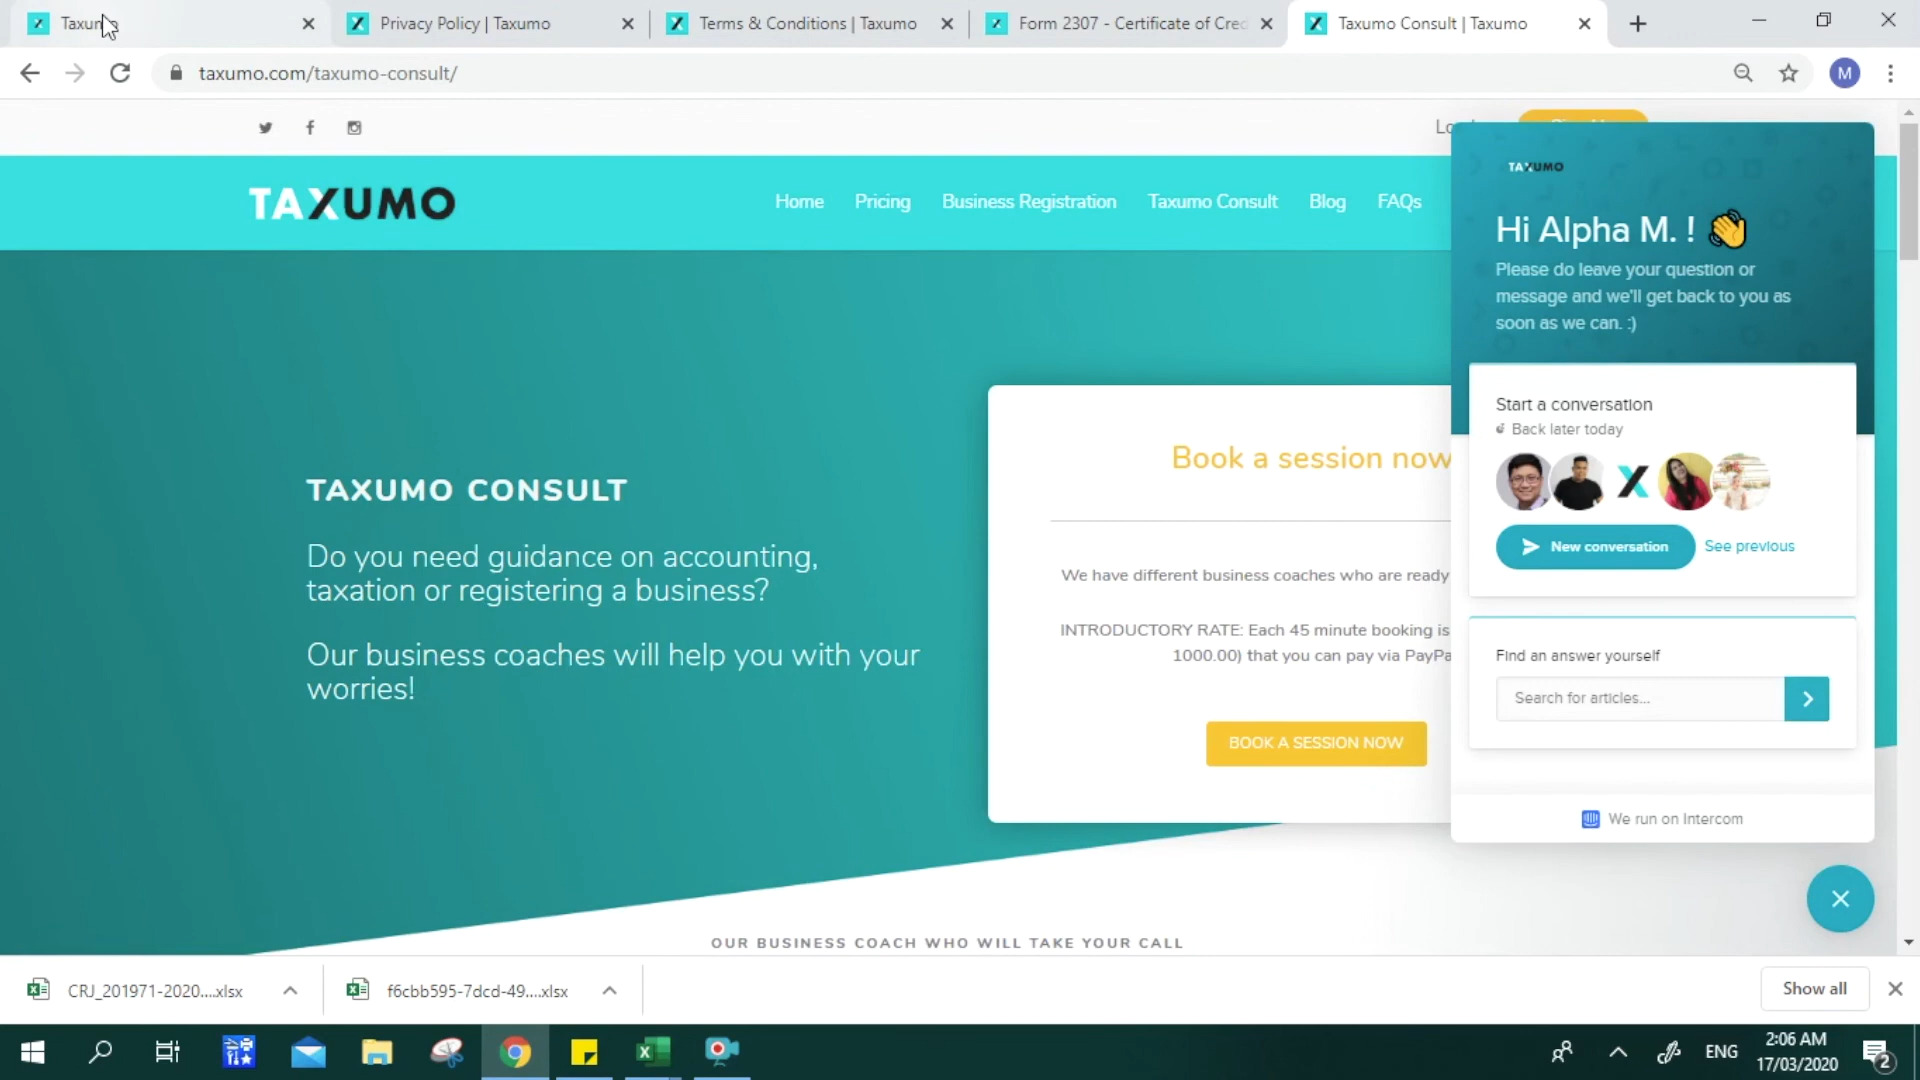 Taxumo
Privacy Policy | Taxumo
Terms & Conditions | Taxumo
Form 2307 - Certificate of Cred
Taxumo Consult | Taxumo
taxumo.com/taxumo-consult/
M
TAXUMO
Home
Pricing
Business Registration
Taxumo Consult
Blog
FAQs
TAXUMO CONSULT
Do you need guidance on accounting,
taxation or registering a business?
Our business coaches will help you with your
worries!
Book a session now
We have different business coaches who are ready
INTRODUCTORY RATE: Each 45 minute booking is
1000.00) that you can pay via PayPa
BOOK A SESSION NOW
OUR BUSINESS COACH WHO WILL TAKE YOUR CALL
TAXUMO
Hi Alpha M. ! 👋
Please do leave your question or
message and we'll get back to you as
soon as we can. :)
Start a conversation
Back later today
New conversation
See previous
Find an answer yourself
Search for articles...
We run on Intercom
CRJ_201971-2020....xlsx
f6cbb595-7dcd-49....xlsx
Show all
ENG
2:06 AM
17/03/2020
2